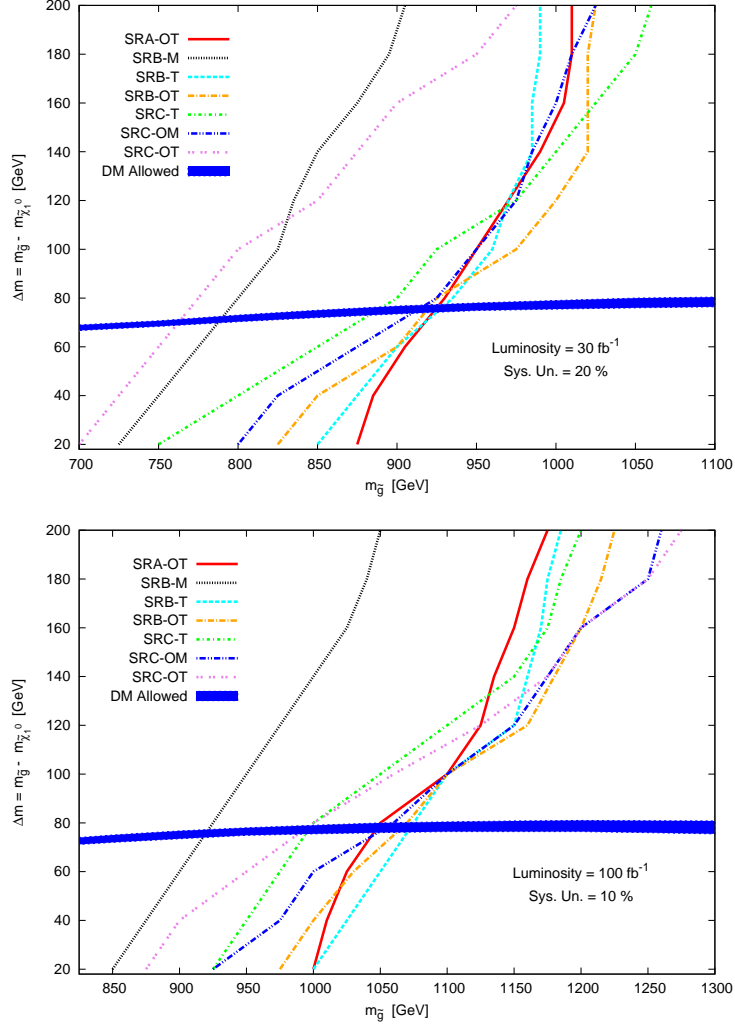 200
180
160
140
120
100
80
60
40
20
Δm = m_g̃ - m_χ̃₁⁰ [GeV]
SRA-OT
SRB-M
SRB-T
SRB-OT
SRC-T
SRC-OM
SRC-OT
DM Allowed
Luminosity = 30 fb⁻¹
Sys. Un. = 20 %
700 750 800 850 900 950 1000 1050 1100
m_g̃ [GeV]
200
180
160
140
120
100
80
60
40
20
Δm = m_g̃ - m_χ̃₁⁰ [GeV]
SRA-OT
SRB-M
SRB-T
SRB-OT
SRC-T
SRC-OM
SRC-OT
DM Allowed
Luminosity = 100 fb⁻¹
Sys. Un. = 10 %
850 900 950 1000 1050 1100 1150 1200 1250 1300
m_g̃ [GeV]